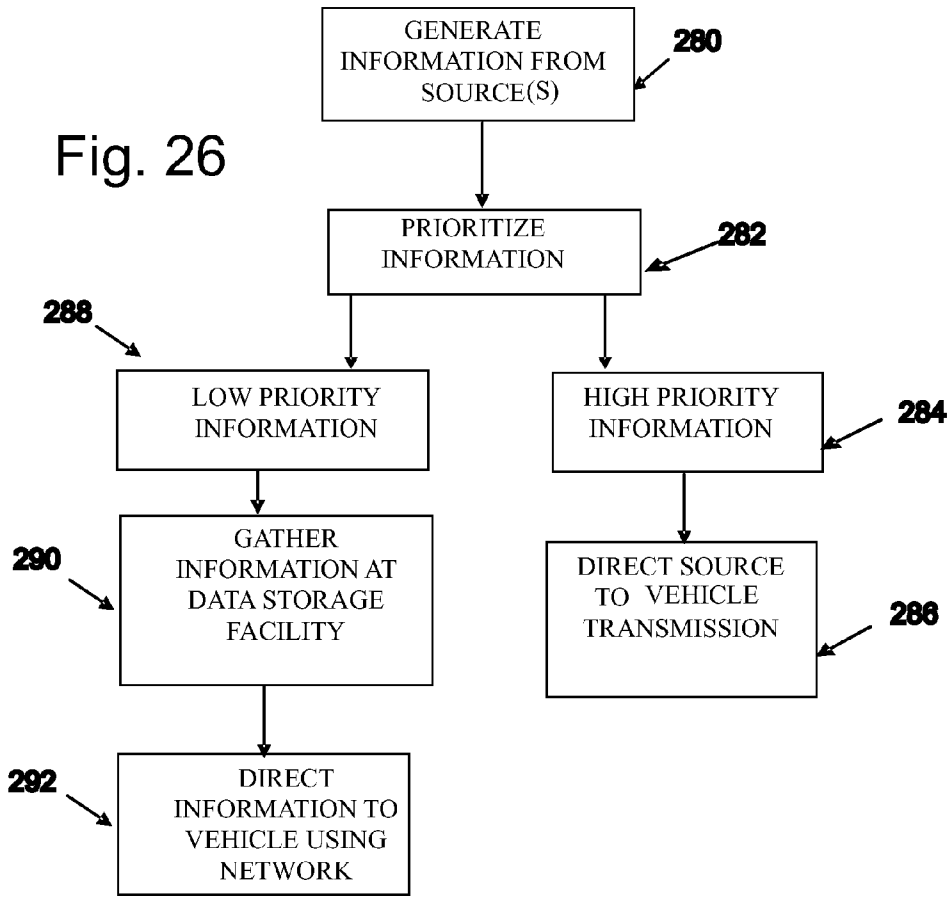 GENERATE
INFORMATION FROM
SOURCE(S)
280
Fig. 26
PRIORITIZE
INFORMATION
282
288
LOW PRIORITY
INFORMATION
HIGH PRIORITY
INFORMATION
284
290
GATHER
INFORMATION AT
DATA STORAGE
FACILITY
DIRECT SOURCE
TO VEHICLE
TRANSMISSION
286
292
DIRECT
INFORMATION TO
VEHICLE USING
NETWORK